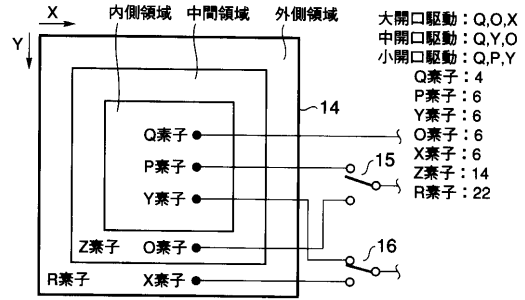 X
Y
内側領域
中間領域
外側領域
大開口駆動：Q,O,X
中開口駆動：Q,Y,O
小開口駆動：Q,P,Y
Q素子：4
P素子：6
Y素子：6
O素子：6
X素子：6
Z素子：14
R素子：22
14
Q素子
P素子
15
Y素子
Z素子
O素子
16
R素子
X素子